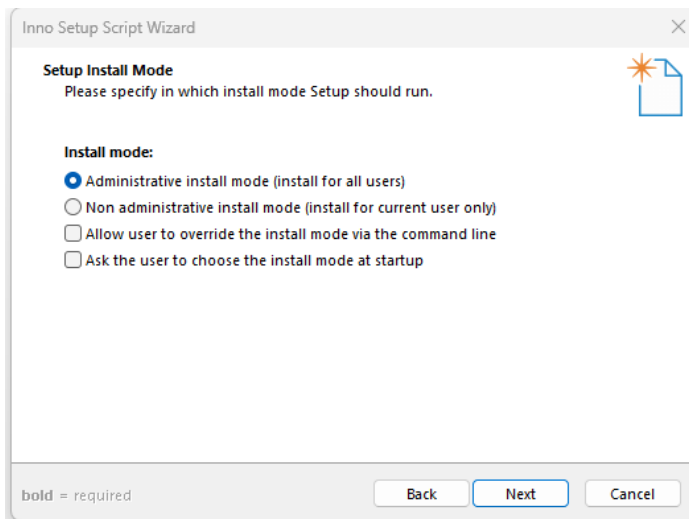 Inno Setup Script Wizard
Setup Install Mode
Please specify in which install mode Setup should run.
Install mode:
Administrative install mode (install for all users)
Non administrative install mode (install for current user only)
Allow user to override the install mode via the command line
Ask the user to choose the install mode at startup
bold = required
Back
Next
Cancel